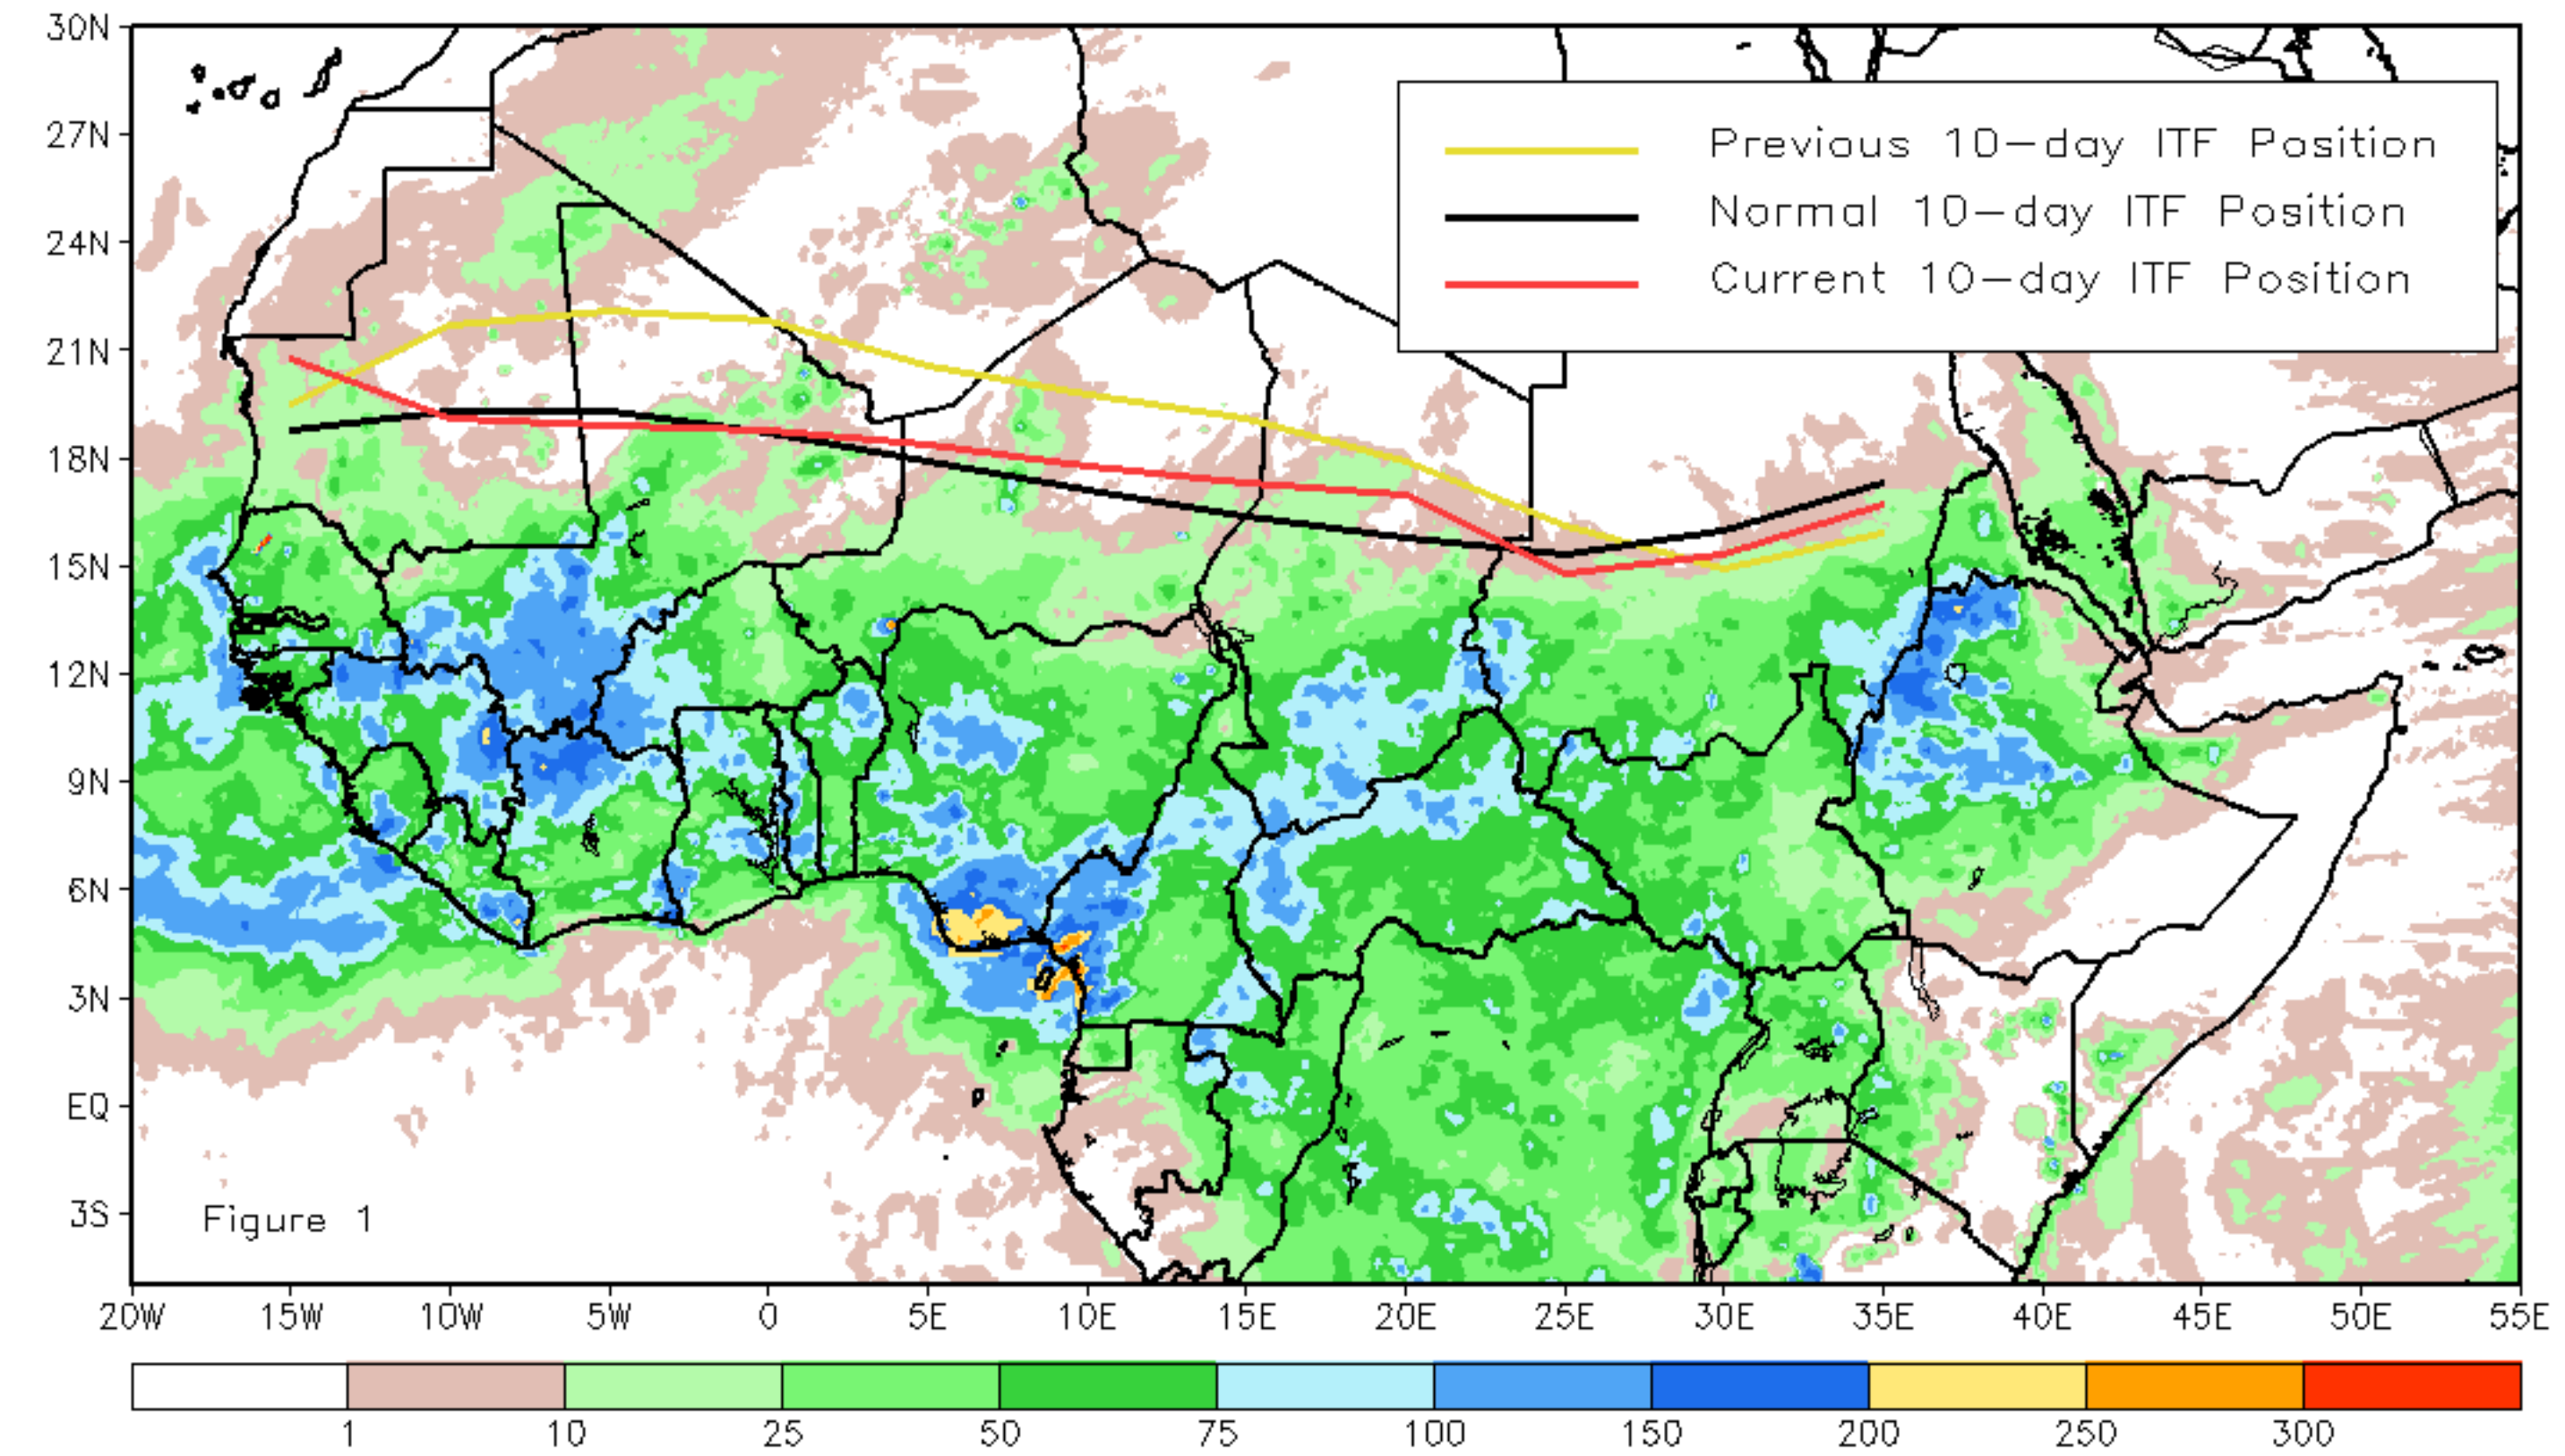 30N
27N
24N
21N
18N
15N
12N
9N
6N
3N
EQ
3S
Previous 10-day ITF Position
Normal 10-day ITF Position
Current 10-day ITF Position
Figure 1
20W 15W 10W 5W 0 5E 10E 15E 20E 25E 30E 35E 40E 45E 50E 55E
1 10 25 50 75 100 150 200 250 300